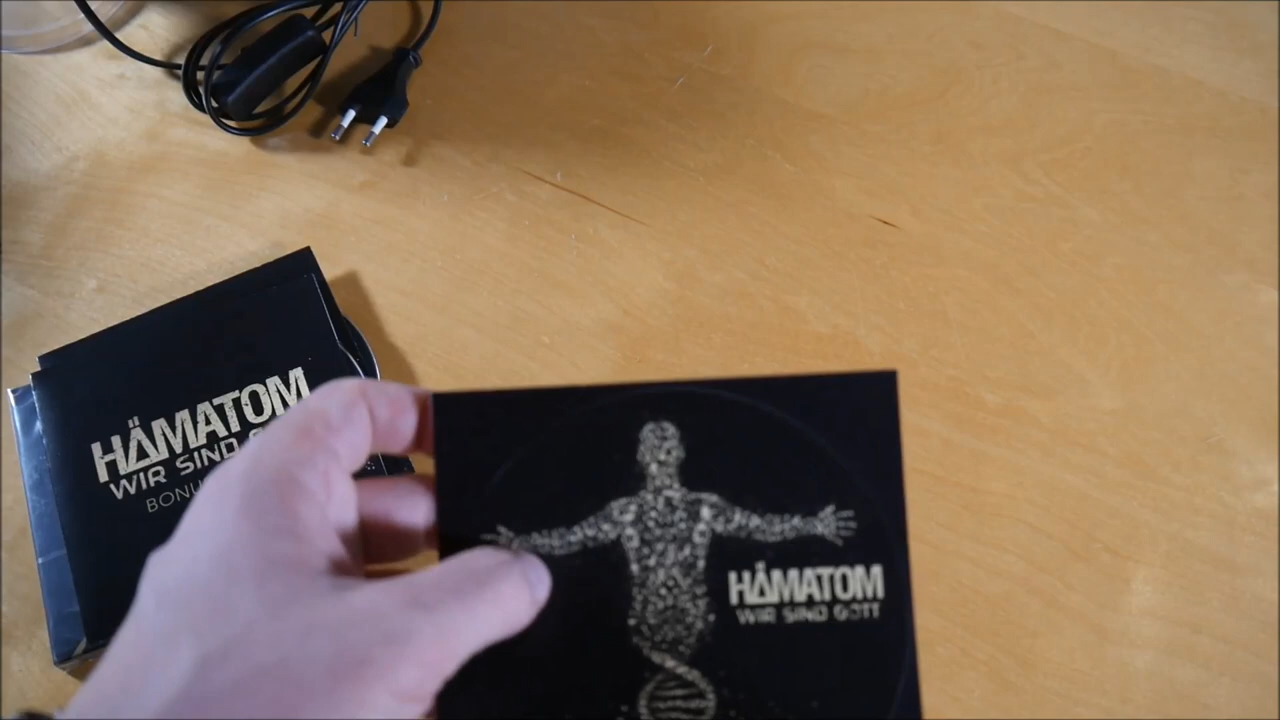 HÄMATOM
WIR SIND
BONU
HÄMATOM
WIR SIND GOTT